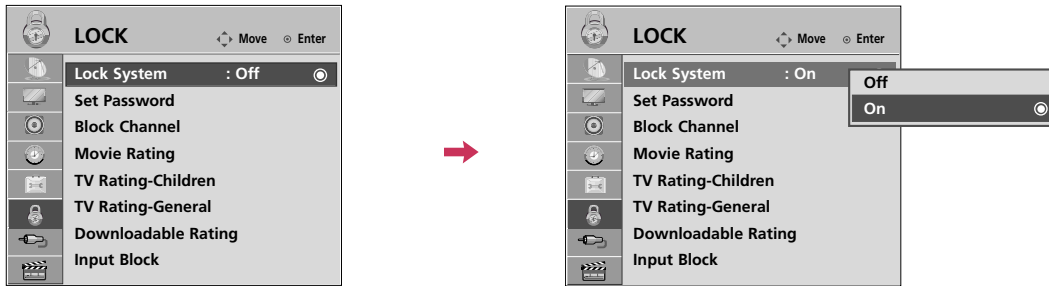 LOCK Move Enter
Lock System : Off
Set Password
Block Channel
Movie Rating
TV Rating-Children
TV Rating-General
Downloadable Rating
Input Block
LOCK Move Enter
Lock System : On
Off
On
Set Password
Block Channel
Movie Rating
TV Rating-Children
TV Rating-General
Downloadable Rating
Input Block